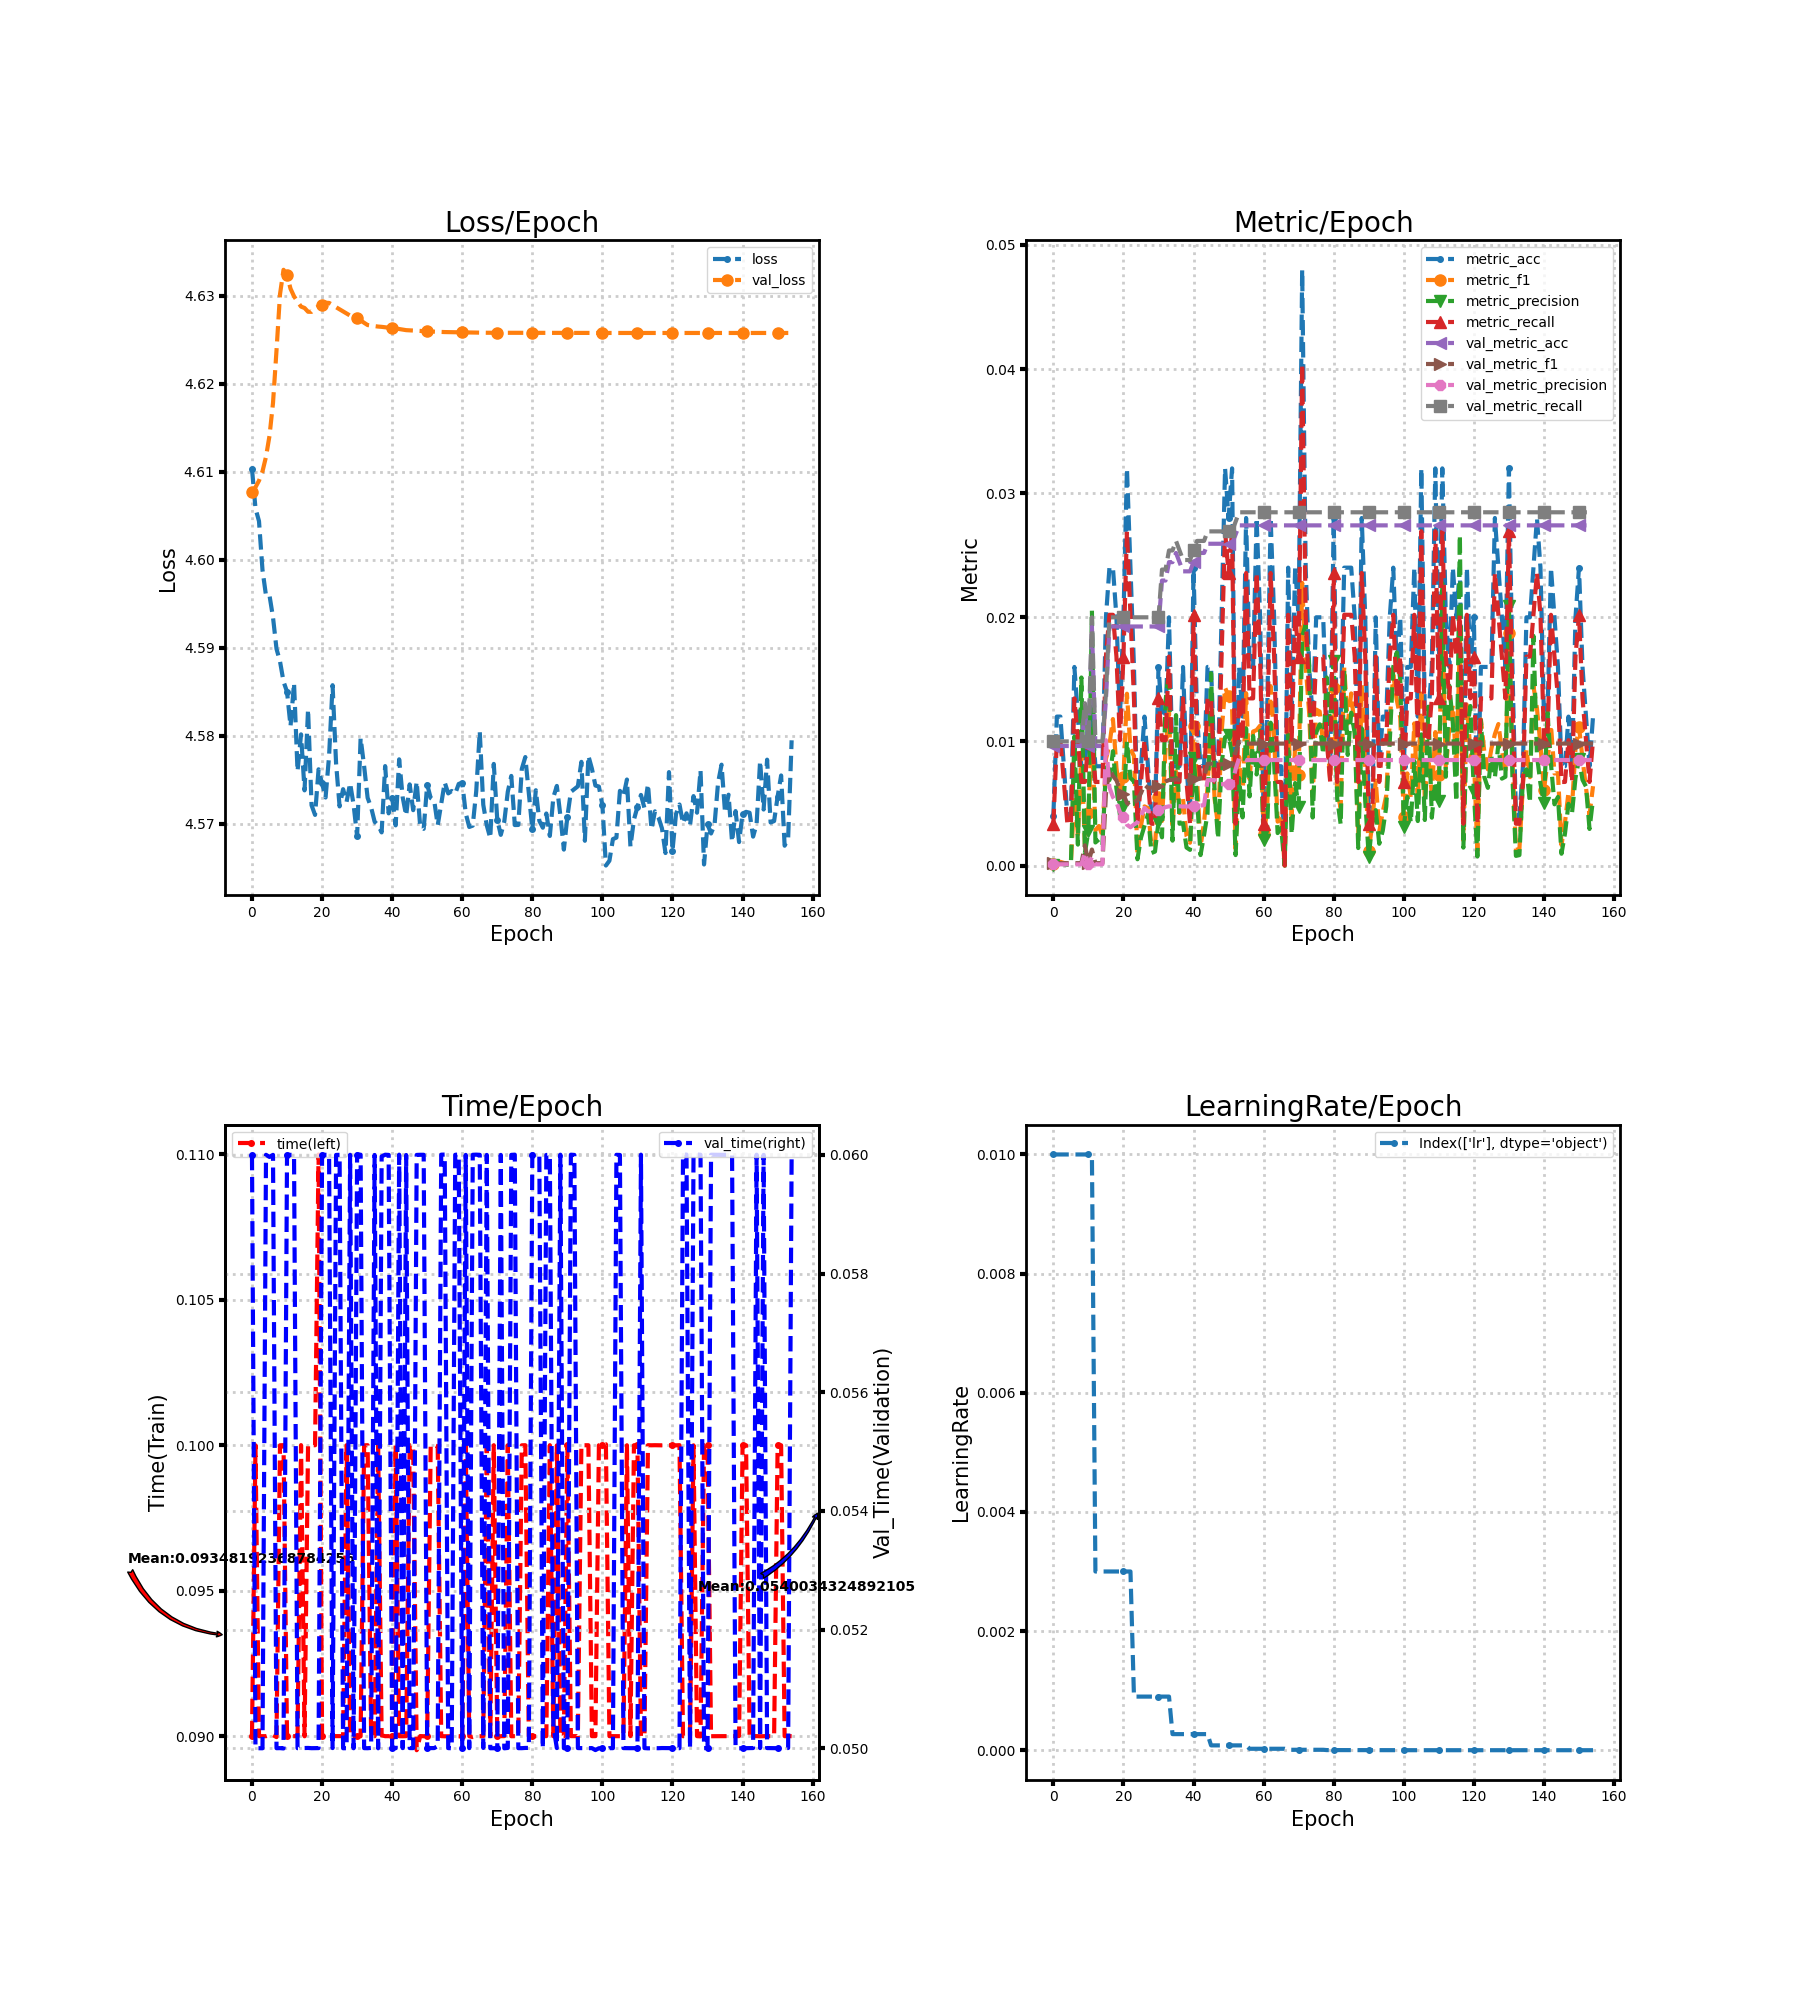 Loss/Epoch
loss
val_loss
4.63
4.62
4.61
4.60
4.59
4.58
4.57
Loss
0 20 40 60 80 100 120 140 160
Epoch
Metric/Epoch
metric_acc
metric_f1
metric_precision
metric_recall
val_metric_acc
val_metric_f1
val_metric_precision
val_metric_recall
0.05
0.04
0.03
0.02
0.01
0.00
Metric
0 20 40 60 80 100 120 140 160
Epoch
Time/Epoch
time(left)
val_time(right)
0.110
0.105
0.100
0.095
0.090
Time(Train)
0.060
0.058
0.056
0.054
0.052
0.050
Val_Time(Validation)
Mean:0.0540034324892105
0 20 40 60 80 100 120 140 160
Epoch
LearningRate/Epoch
Index(['lr'], dtype='object')
0.010
0.008
0.006
0.004
0.002
0.000
LearningRate
0 20 40 60 80 100 120 140 160
Epoch